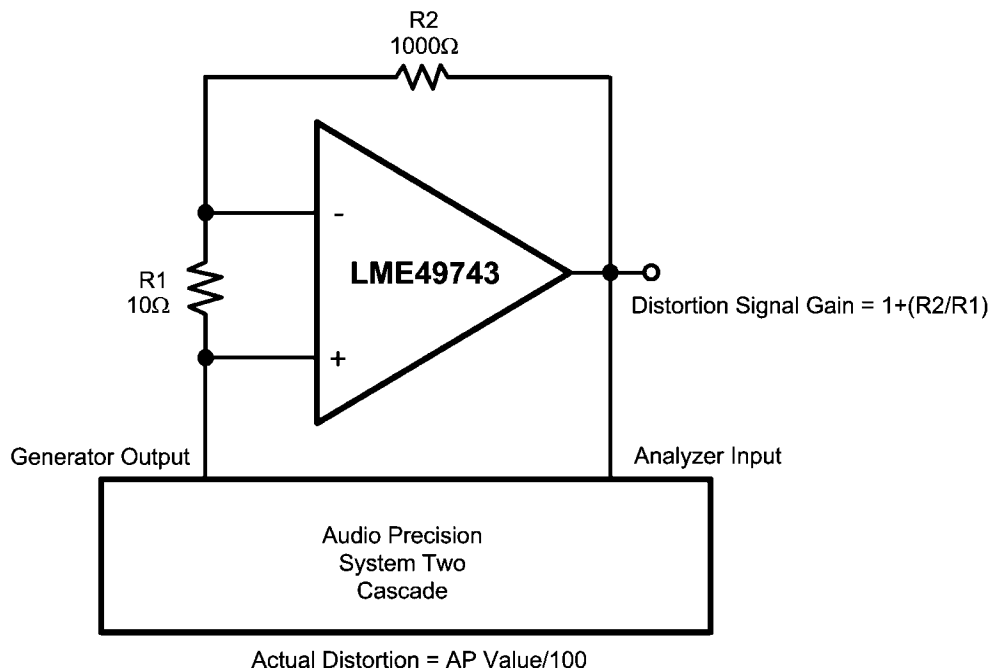 R2
1000Ω
-
LME49743
R1
10Ω
+
Distortion Signal Gain = 1+(R2/R1)
Generator Output
Analyzer Input
Audio Precision
System Two
Cascade
Actual Distortion = AP Value/100